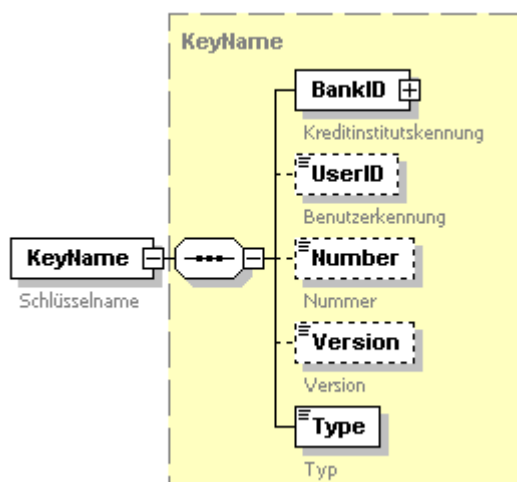 KeyName
BankID
Kreditinstitutskennung
UserID
Benutzerkennung
KeyName
Schlüsselname
Number
Nummer
Version
Version
Type
Typ